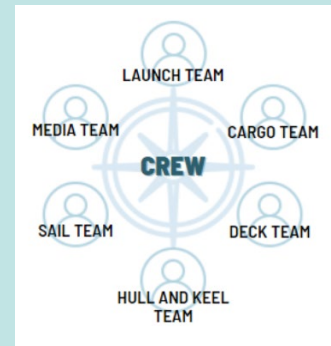 LAUNCH TEAM
MEDIA TEAM
CARGO TEAM
CREW
SAIL TEAM
DECK TEAM
HULL AND KEEL
TEAM